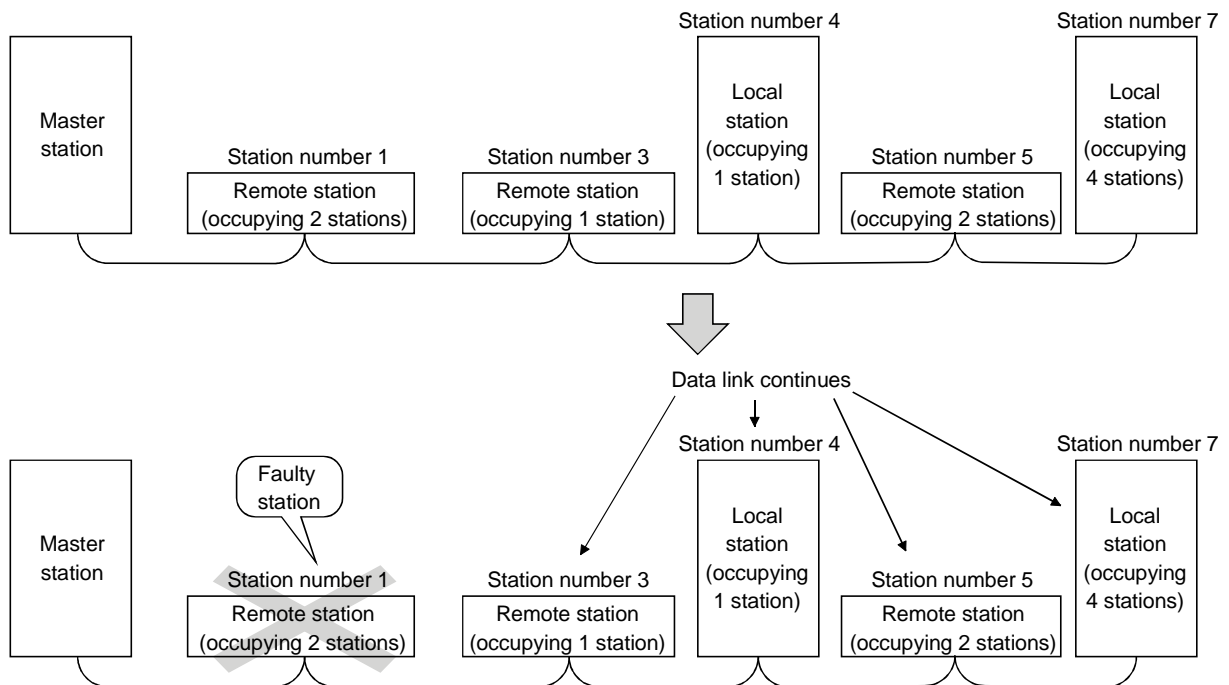 Station number 4
Station number 7
Master
station
Local
station
(occupying
1 station)
Local
station
(occupying
4 stations)
Station number 1
Station number 3
Station number 5
Remote station
(occupying 2 stations)
Remote station
(occupying 1 station)
Remote station
(occupying 2 stations)
Data link continues
Station number 4
Station number 7
Faulty
station
Master
station
Local
station
(occupying
1 station)
Local
station
(occupying
4 stations)
Station number 1
Station number 3
Station number 5
Remote station
(occupying 2 stations)
Remote station
(occupying 1 station)
Remote station
(occupying 2 stations)